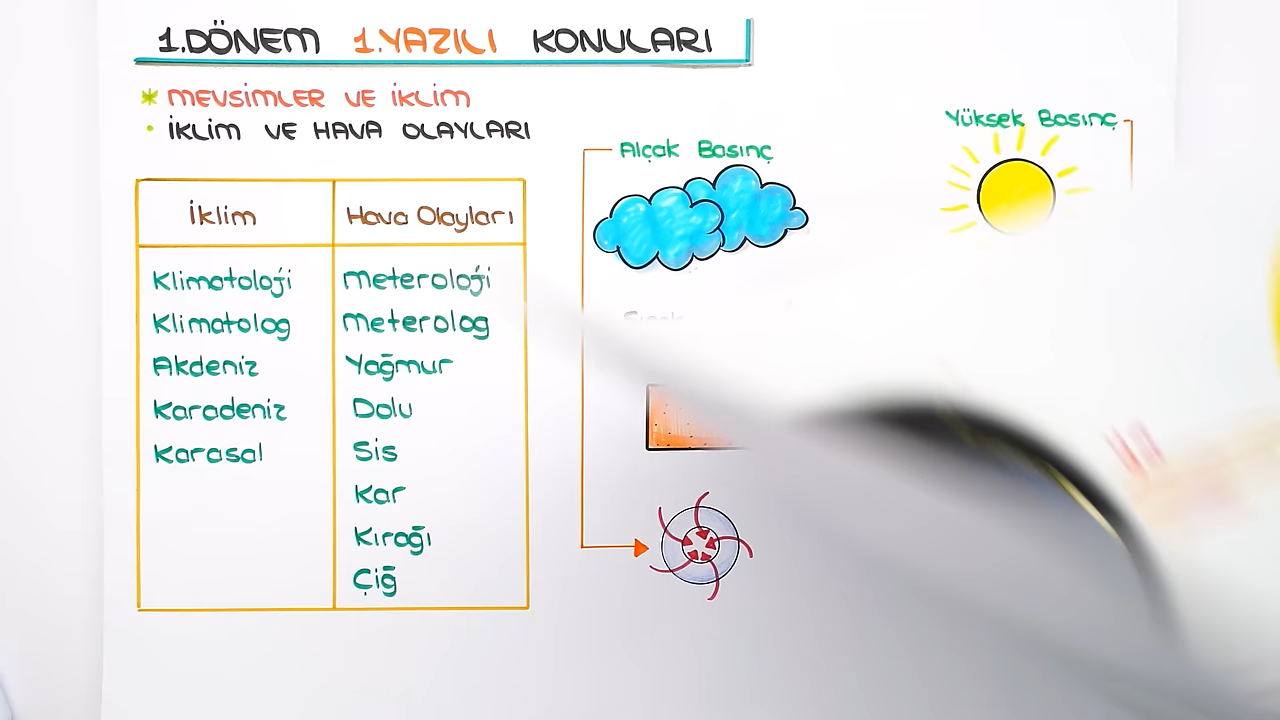 1.DÖNEM 1.YAZILI KONULARI
* MEVSİMLER VE İKLİM
• İKLİM VE HAVA OLAYLARI
İklim
Hava Olayları
Klimatoloji
Meteroloji
Klimatolog
Meterolog
Akdeniz
Yağmur
Karadeniz
Dolu
Karasal
Sis
Kar
Kırağı
Çiğ
Alçak Basınç
Yüksek Basınç